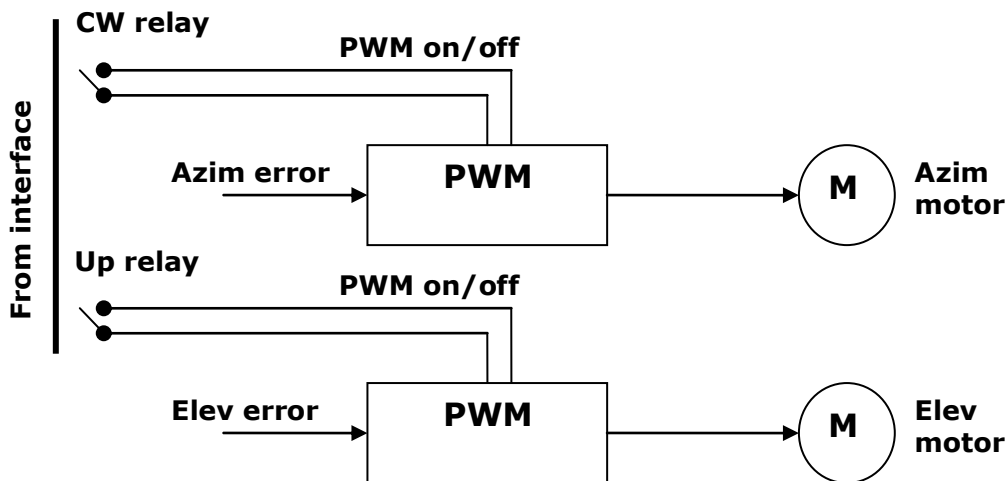 CW relay
PWM on/off
From interface
Azim error
PWM
M
Azim
motor
Up relay
PWM on/off
Elev error
PWM
M
Elev
motor